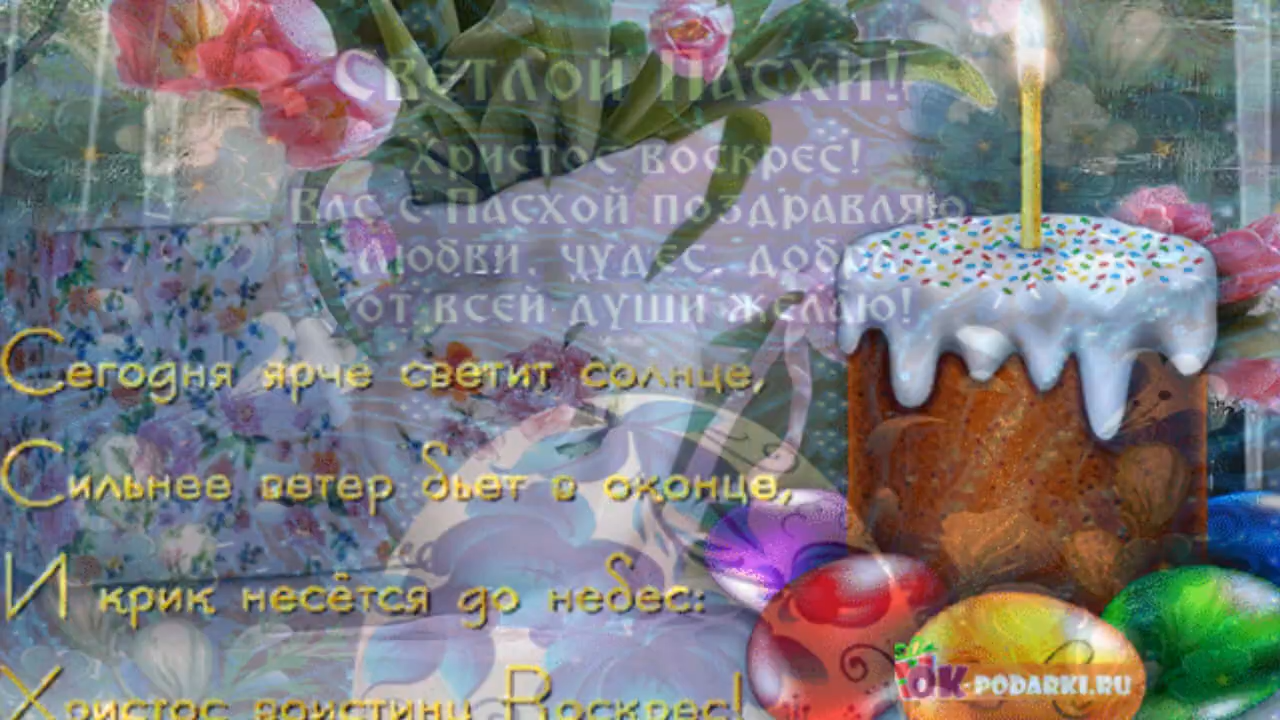 Светлой Пасхи!
Христос воскрес!
Вас с Пасхой поздравляю
любви, чудес, добра
от всей души желаю!
Сегодня ярче светит солнце,
Сильнее ветер бьет в оконце,
И крик несётся до небес:
Христос воистину Воскрес!
OK-PODARKI.RU